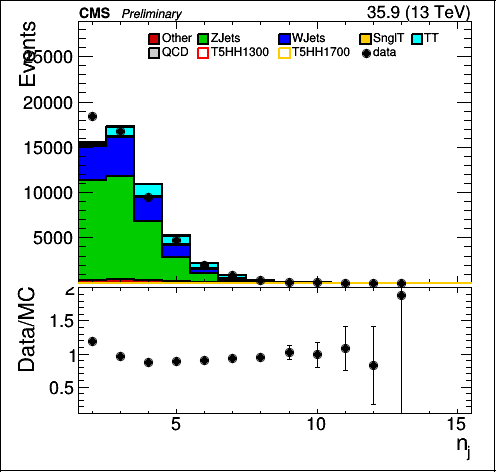 CMS Preliminary 35.9 (13 TeV)
Other ZJets WJets SnglT TT
QCD T5HH1300 T5HH1700 data
Events
25000
20000
15000
10000
5000
Data/MC
2
1.5
1
0.5
5 10 15
nj